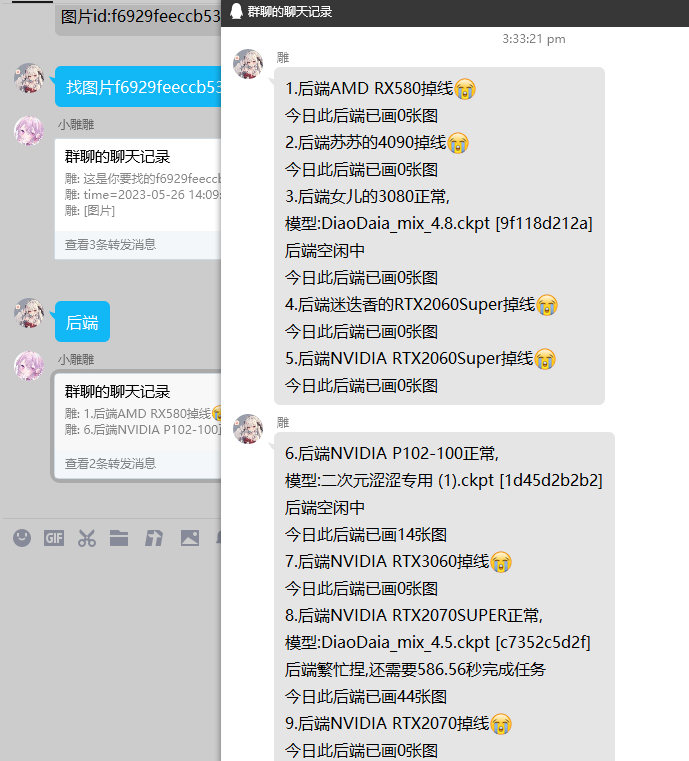 图片id:f6929feeccb53
找图片f6929feeccb53
小雕雕
群聊的聊天记录
雕: 这是你要找的f6929feeccb
雕: time=2023-05-26 14:09:
雕: [图片]
查看3条转发消息
后端
小雕雕
群聊的聊天记录
雕: 1.后端AMD RX580掉线😭
雕: 6.后端NVIDIA P102-100正
查看2条转发消息
GIF
群聊的聊天记录
3:33:21 pm
雕
1.后端AMD RX580掉线😭
今日此后端已画0张图
2.后端苏苏的4090掉线😭
今日此后端已画0张图
3.后端女儿的3080正常,
模型:DiaoDaia_mix_4.8.ckpt [9f118d212a]
后端空闲中
今日此后端已画0张图
4.后端迷迭香的RTX2060Super掉线😭
今日此后端已画0张图
5.后端NVIDIA RTX2060Super掉线😭
今日此后端已画0张图
雕
6.后端NVIDIA P102-100正常,
模型:二次元涩涩专用 (1).ckpt [1d45d2b2b2]
后端空闲中
今日此后端已画14张图
7.后端NVIDIA RTX3060掉线😭
今日此后端已画0张图
8.后端NVIDIA RTX2070SUPER正常,
模型:DiaoDaia_mix_4.5.ckpt [c7352c5d2f]
后端繁忙捏,还需要586.56秒完成任务
今日此后端已画44张图
9.后端NVIDIA RTX2070掉线😭
今日此后端已画0张图